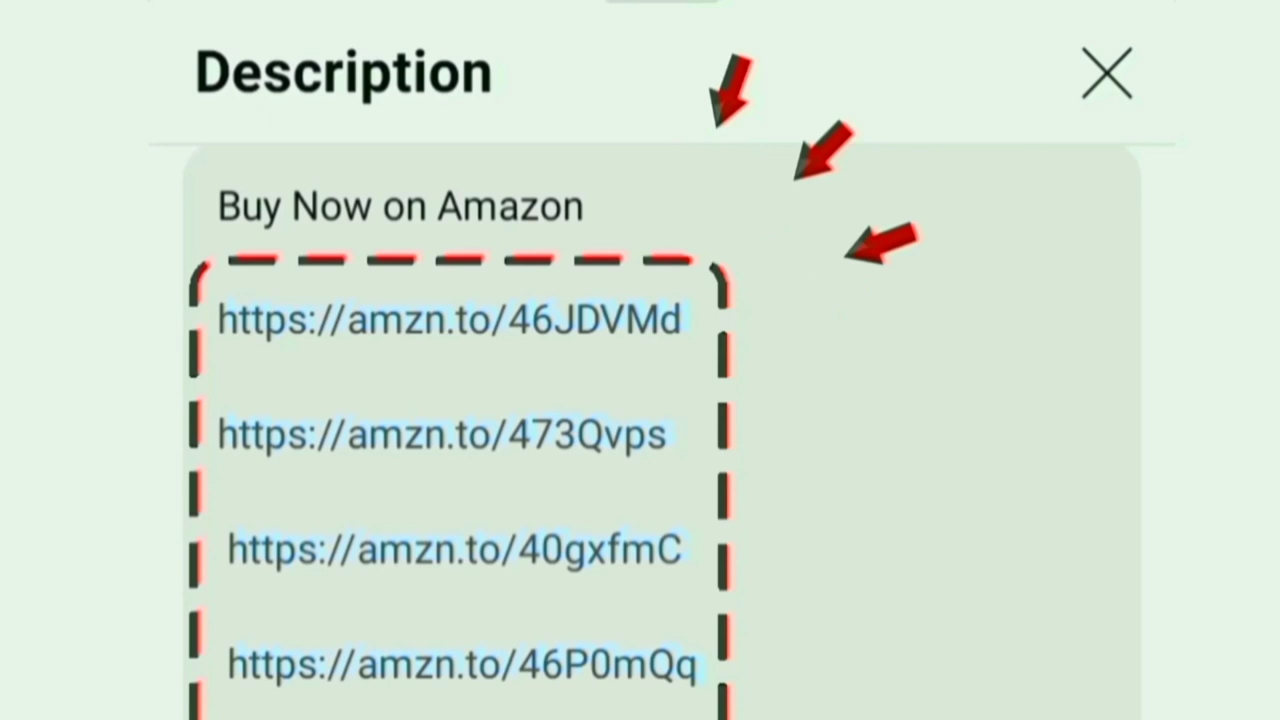 Description
Buy Now on Amazon
https://amzn.to/46JDVMd
https://amzn.to/473Qvps
https://amzn.to/40gxfmC
https://amzn.to/46P0mQq